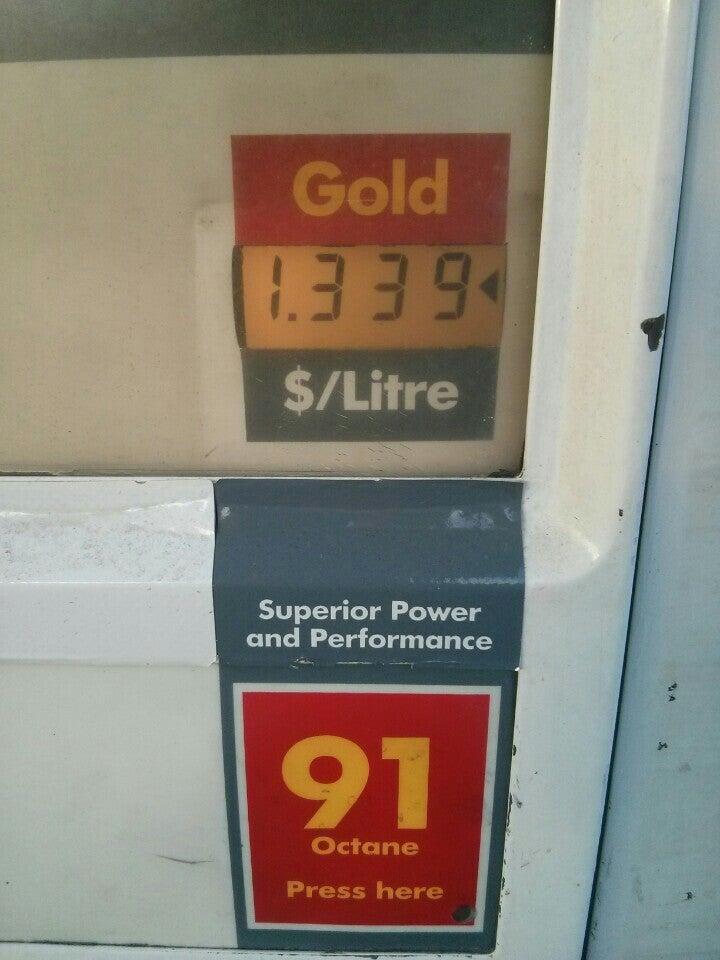 Gold
1.339
$/Litre
Superior Power
and Performance
91
Octane
Press here